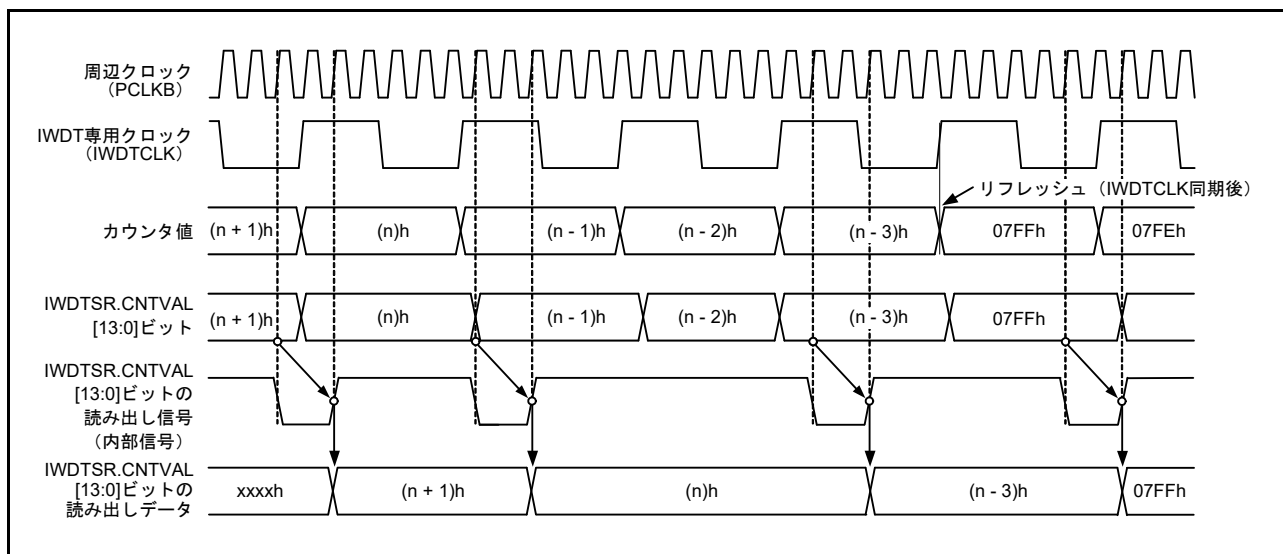 周辺クロック
(PCLKB)
IWDT専用クロック
(IWDTCLK)
リフレッシュ（IWDTCLK同期後）
カウンタ値
(n + 1)h
(n)h
(n - 1)h
(n - 2)h
(n - 3)h
07FFh
07FEh
IWDTSR.CNTVAL
[13:0]ビット
(n + 1)h
(n)h
(n - 1)h
(n - 2)h
(n - 3)h
07FFh
IWDTSR.CNTVAL
[13:0]ビットの
読み出し信号
（内部信号）
IWDTSR.CNTVAL
[13:0]ビットの
読み出しデータ
xxxxh
(n + 1)h
(n)h
(n - 3)h
07FFh